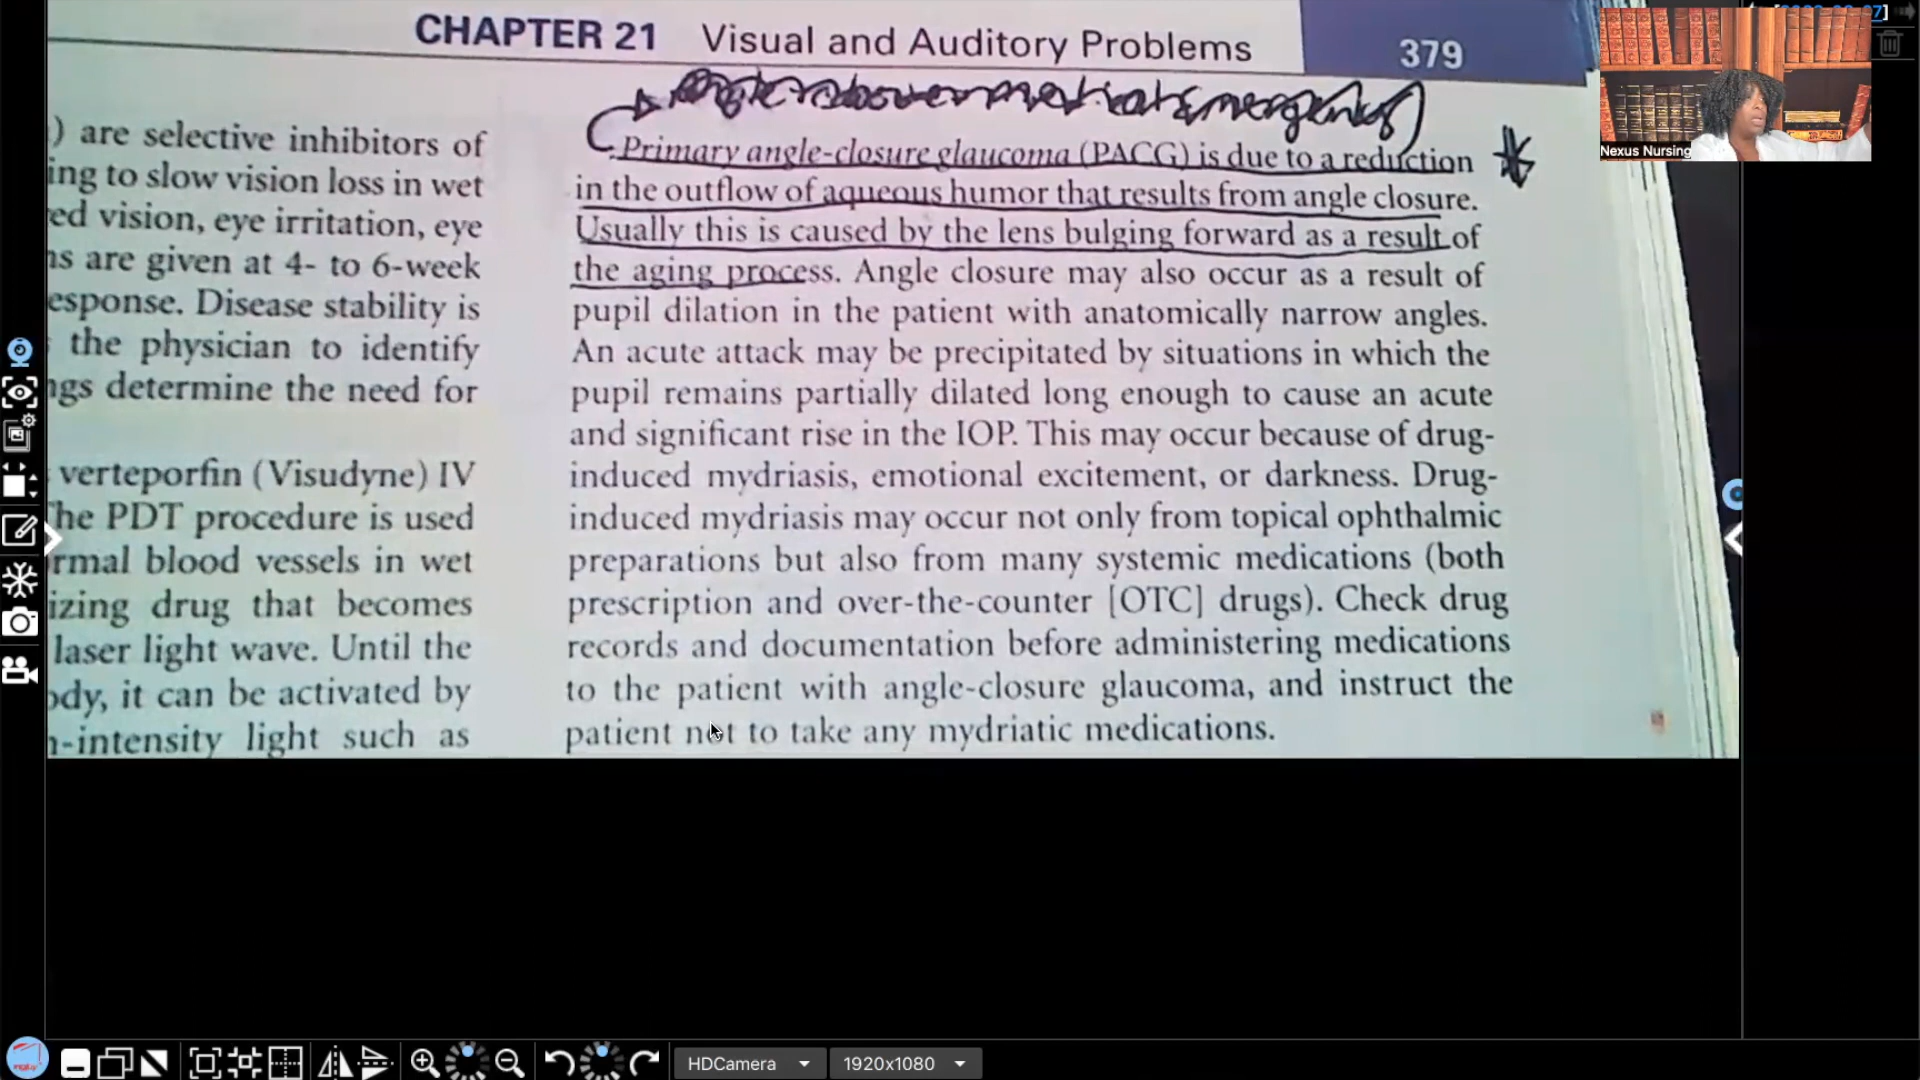 CHAPTER 21 Visual and Auditory Problems 379
Nexus Nursing
) are selective inhibitors of
ing to slow vision loss in wet
ed vision, eye irritation, eye
ns are given at 4- to 6-week
esponse. Disease stability is
the physician to identify
ngs determine the need for
verteporfin (Visudyne) IV
The PDT procedure is used
rmal blood vessels in wet
izing drug that becomes
laser light wave. Until the
ody, it can be activated by
n-intensity light such as
medical emergency
Primary angle-closure glaucoma (PACG) is due to a reduction
in the outflow of aqueous humor that results from angle closure.
Usually this is caused by the lens bulging forward as a result of
the aging process. Angle closure may also occur as a result of
pupil dilation in the patient with anatomically narrow angles.
An acute attack may be precipitated by situations in which the
pupil remains partially dilated long enough to cause an acute
and significant rise in the IOP. This may occur because of drug-
induced mydriasis, emotional excitement, or darkness. Drug-
induced mydriasis may occur not only from topical ophthalmic
preparations but also from many systemic medications (both
prescription and over-the-counter [OTC] drugs). Check drug
records and documentation before administering medications
to the patient with angle-closure glaucoma, and instruct the
patient not to take any mydriatic medications.
HDCamera
1920x1080